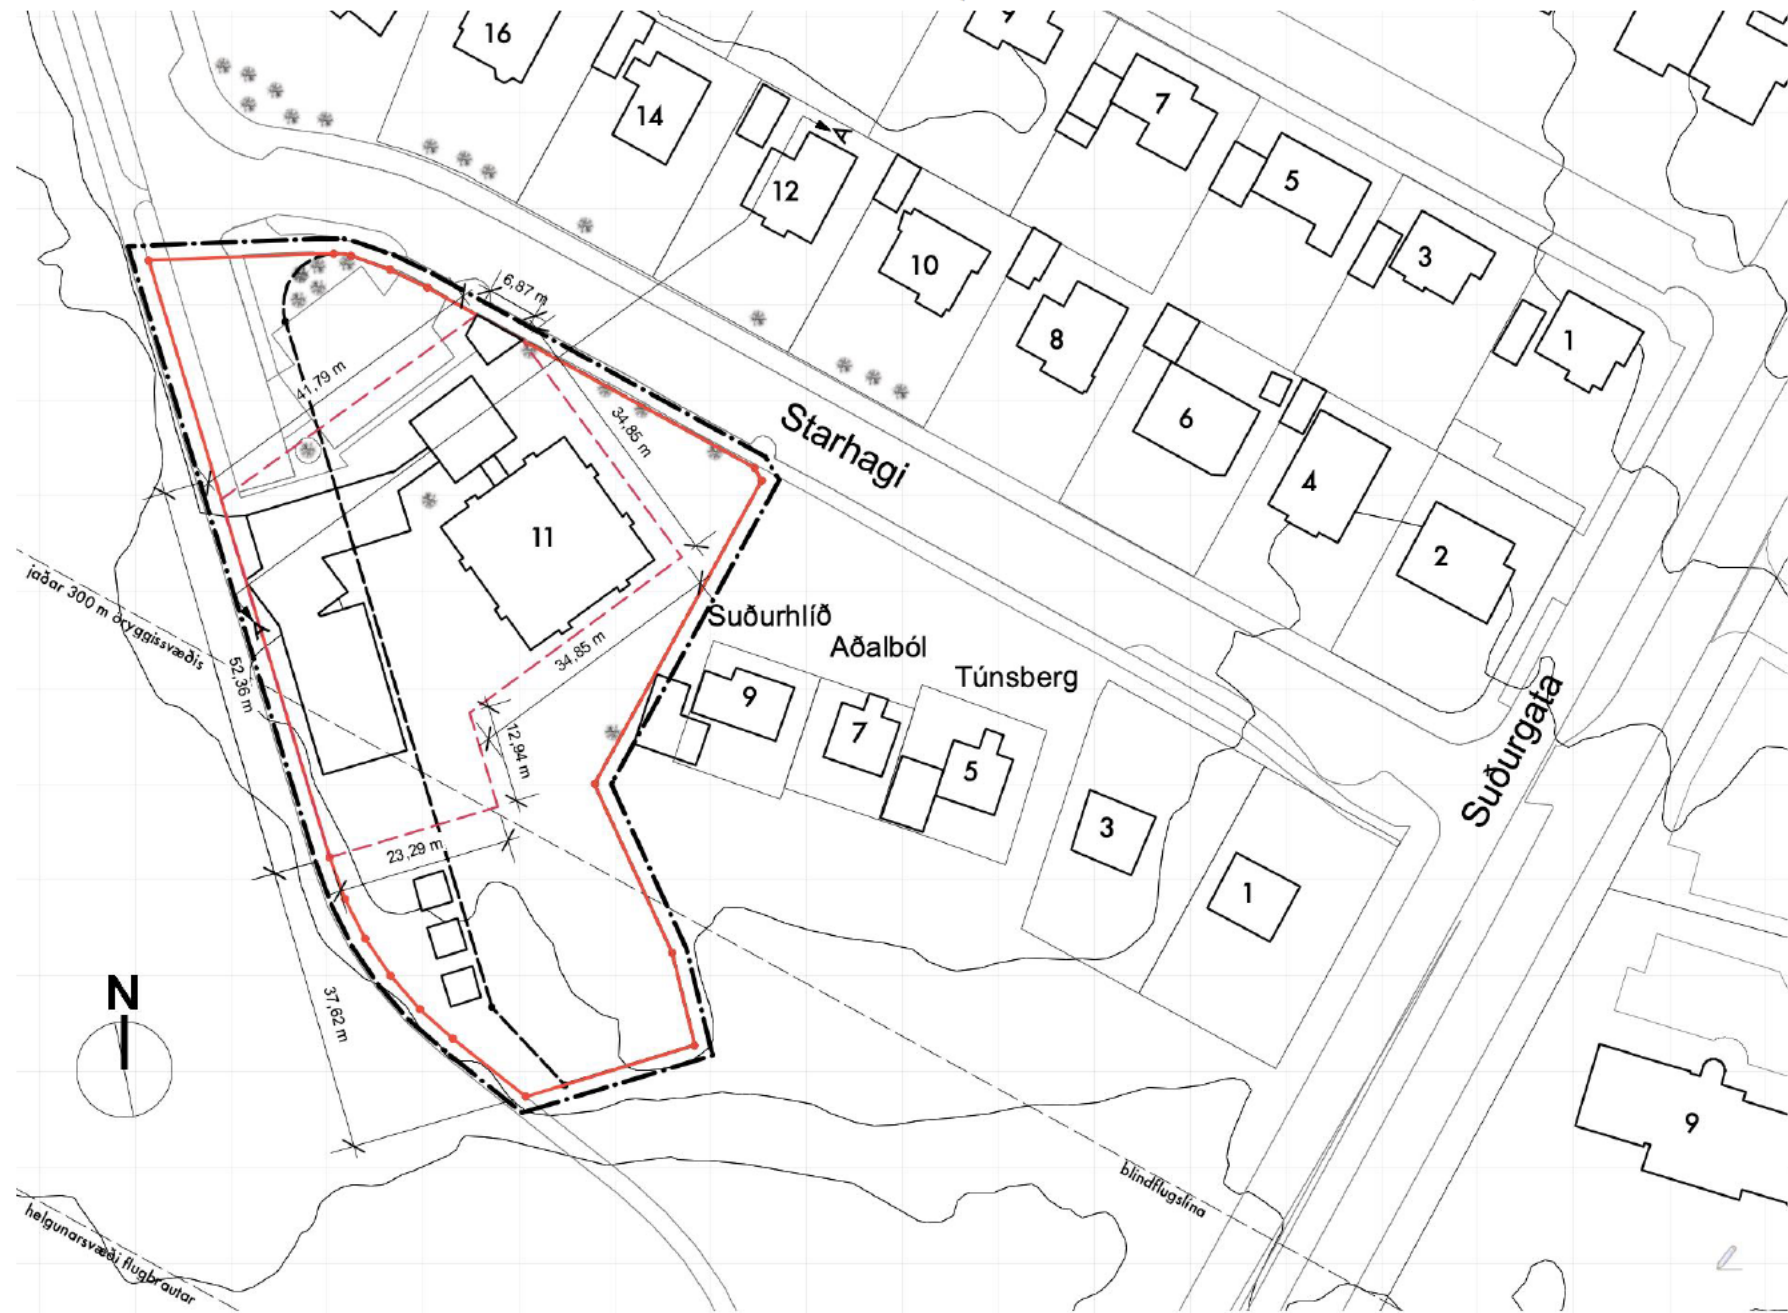 16
14
12
A
10
8
6
4
2
7
5
3
1
6,87 m
41,79 m
34,85 m
Starhagi
11
jaðar 300 m öryggissvæðis
A
52,36 m
34,85 m
12,94 m
23,29 m
37,62 m
Suðurhlíð
Aðalból
Túnsberg
9
7
5
3
1
Suðurgata
N
9
blindflugslína
helgunarsvæði flugbrautar